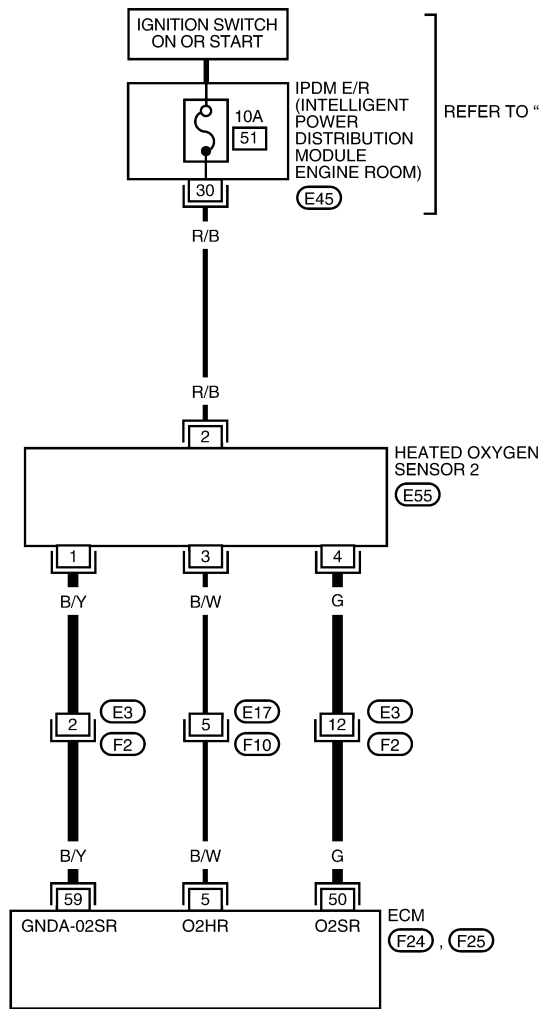 IGNITION SWITCH
ON OR START
IPDM E/R
(INTELLIGENT
POWER
DISTRIBUTION
MODULE
ENGINE ROOM)
REFER TO “
10A
51
30
E45
R/B
R/B
2
HEATED OXYGEN
SENSOR 2
E55
1 3 4
B/Y B/W G
2 E3 5 E17 12 E3
F2 F10 F2
B/Y B/W G
59 5 50
GNDA-02SR O2HR O2SR
ECM
F24 , F25